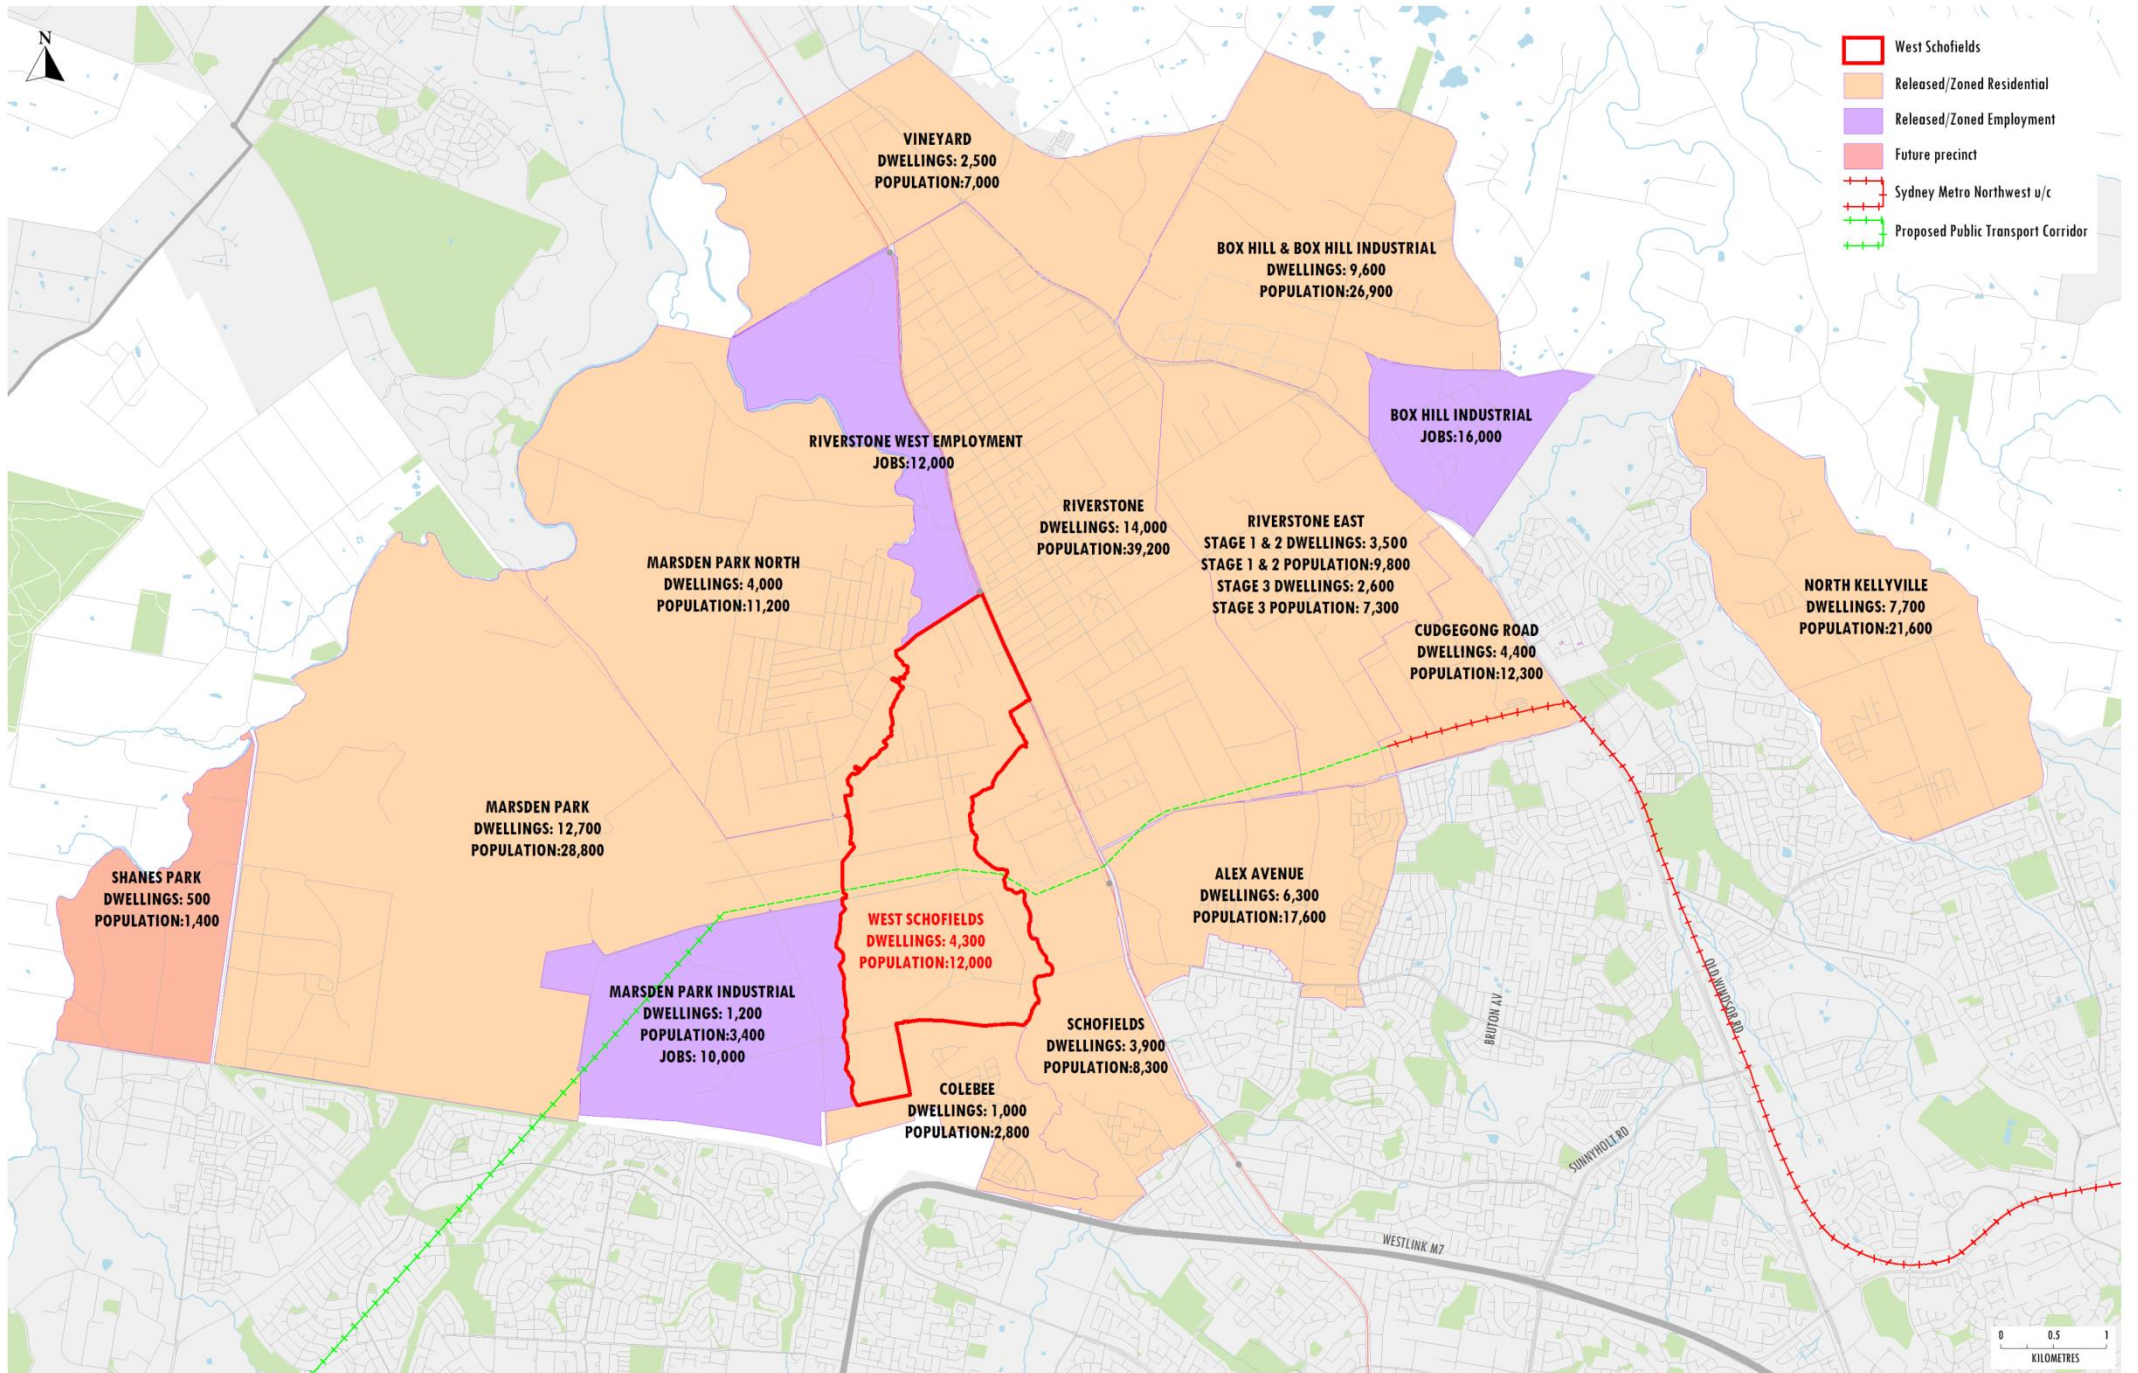 N
West Schofields
Released/Zoned Residential
Released/Zoned Employment
Future precinct
Sydney Metro Northwest u/c
Proposed Public Transport Corridor
VINEYARD
DWELLINGS: 2,500
POPULATION:7,000
BOX HILL & BOX HILL INDUSTRIAL
DWELLINGS: 9,600
POPULATION:26,900
BOX HILL INDUSTRIAL
JOBS:16,000
RIVERSTONE WEST EMPLOYMENT
JOBS:12,000
RIVERSTONE
DWELLINGS: 14,000
POPULATION:39,200
RIVERSTONE EAST
STAGE 1 & 2 DWELLINGS: 3,500
STAGE 1 & 2 POPULATION:9,800
STAGE 3 DWELLINGS: 2,600
STAGE 3 POPULATION: 7,300
MARSDEN PARK NORTH
DWELLINGS: 4,000
POPULATION:11,200
NORTH KELLYVILLE
DWELLINGS: 7,700
POPULATION:21,600
CUDGEGONG ROAD
DWELLINGS: 4,400
POPULATION:12,300
MARSDEN PARK
DWELLINGS: 12,700
POPULATION:28,800
SHANES PARK
DWELLINGS: 500
POPULATION:1,400
ALEX AVENUE
DWELLINGS: 6,300
POPULATION:17,600
WEST SCHOFIELDS
DWELLINGS: 4,300
POPULATION:12,000
MARSDEN PARK INDUSTRIAL
DWELLINGS: 1,200
POPULATION:3,400
JOBS: 10,000
SCHOFIELDS
DWELLINGS: 3,900
POPULATION:8,300
COLEBEE
DWELLINGS: 1,000
POPULATION:2,800
OLD WINDSOR RD
BRUTON AV
SUNNYHOLT RD
WESTLINK M7
0 0.5 1
KILOMETRES